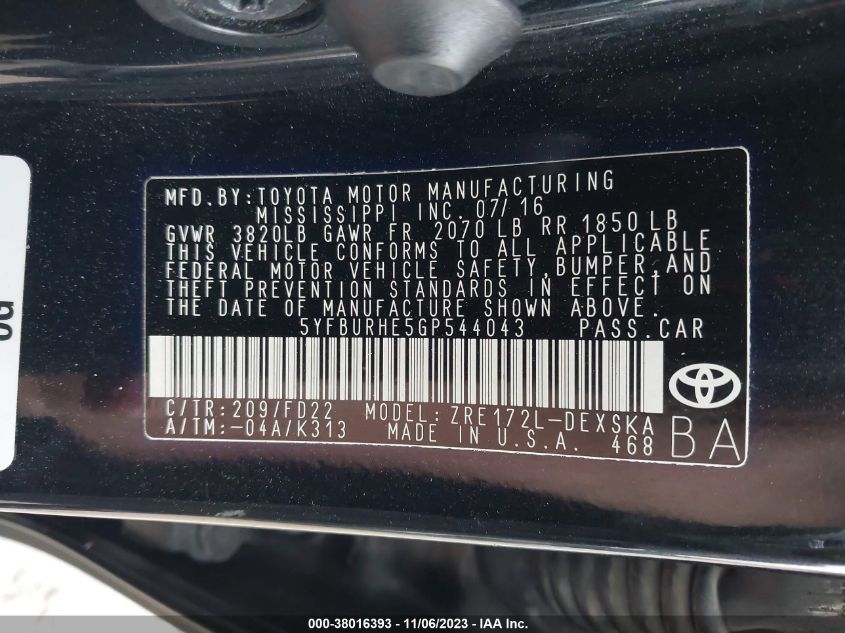 MFD.BY:TOYOTA MOTOR MANUFACTURING
MISSISSIPPI INC. 07/16
GVWR 3820LB GAWR FR 2070 LB RR 1850 LB
THIS VEHICLE CONFORMS TO ALL APPLICABLE
FEDERAL MOTOR VEHICLE SAFETY, BUMPER, AND
THEFT PREVENTION STANDARDS IN EFFECT ON
THE DATE OF MANUFACTURE SHOWN ABOVE.
5YFBURHE5GP544043 PASS.CAR
C/TR:209/FD22 MODEL:ZRE172L-DEXSKA
A/TM:-04A/K313 MADE IN U.S.A. 468 BA
000-38016393 - 11/06/2023 - IAA Inc.